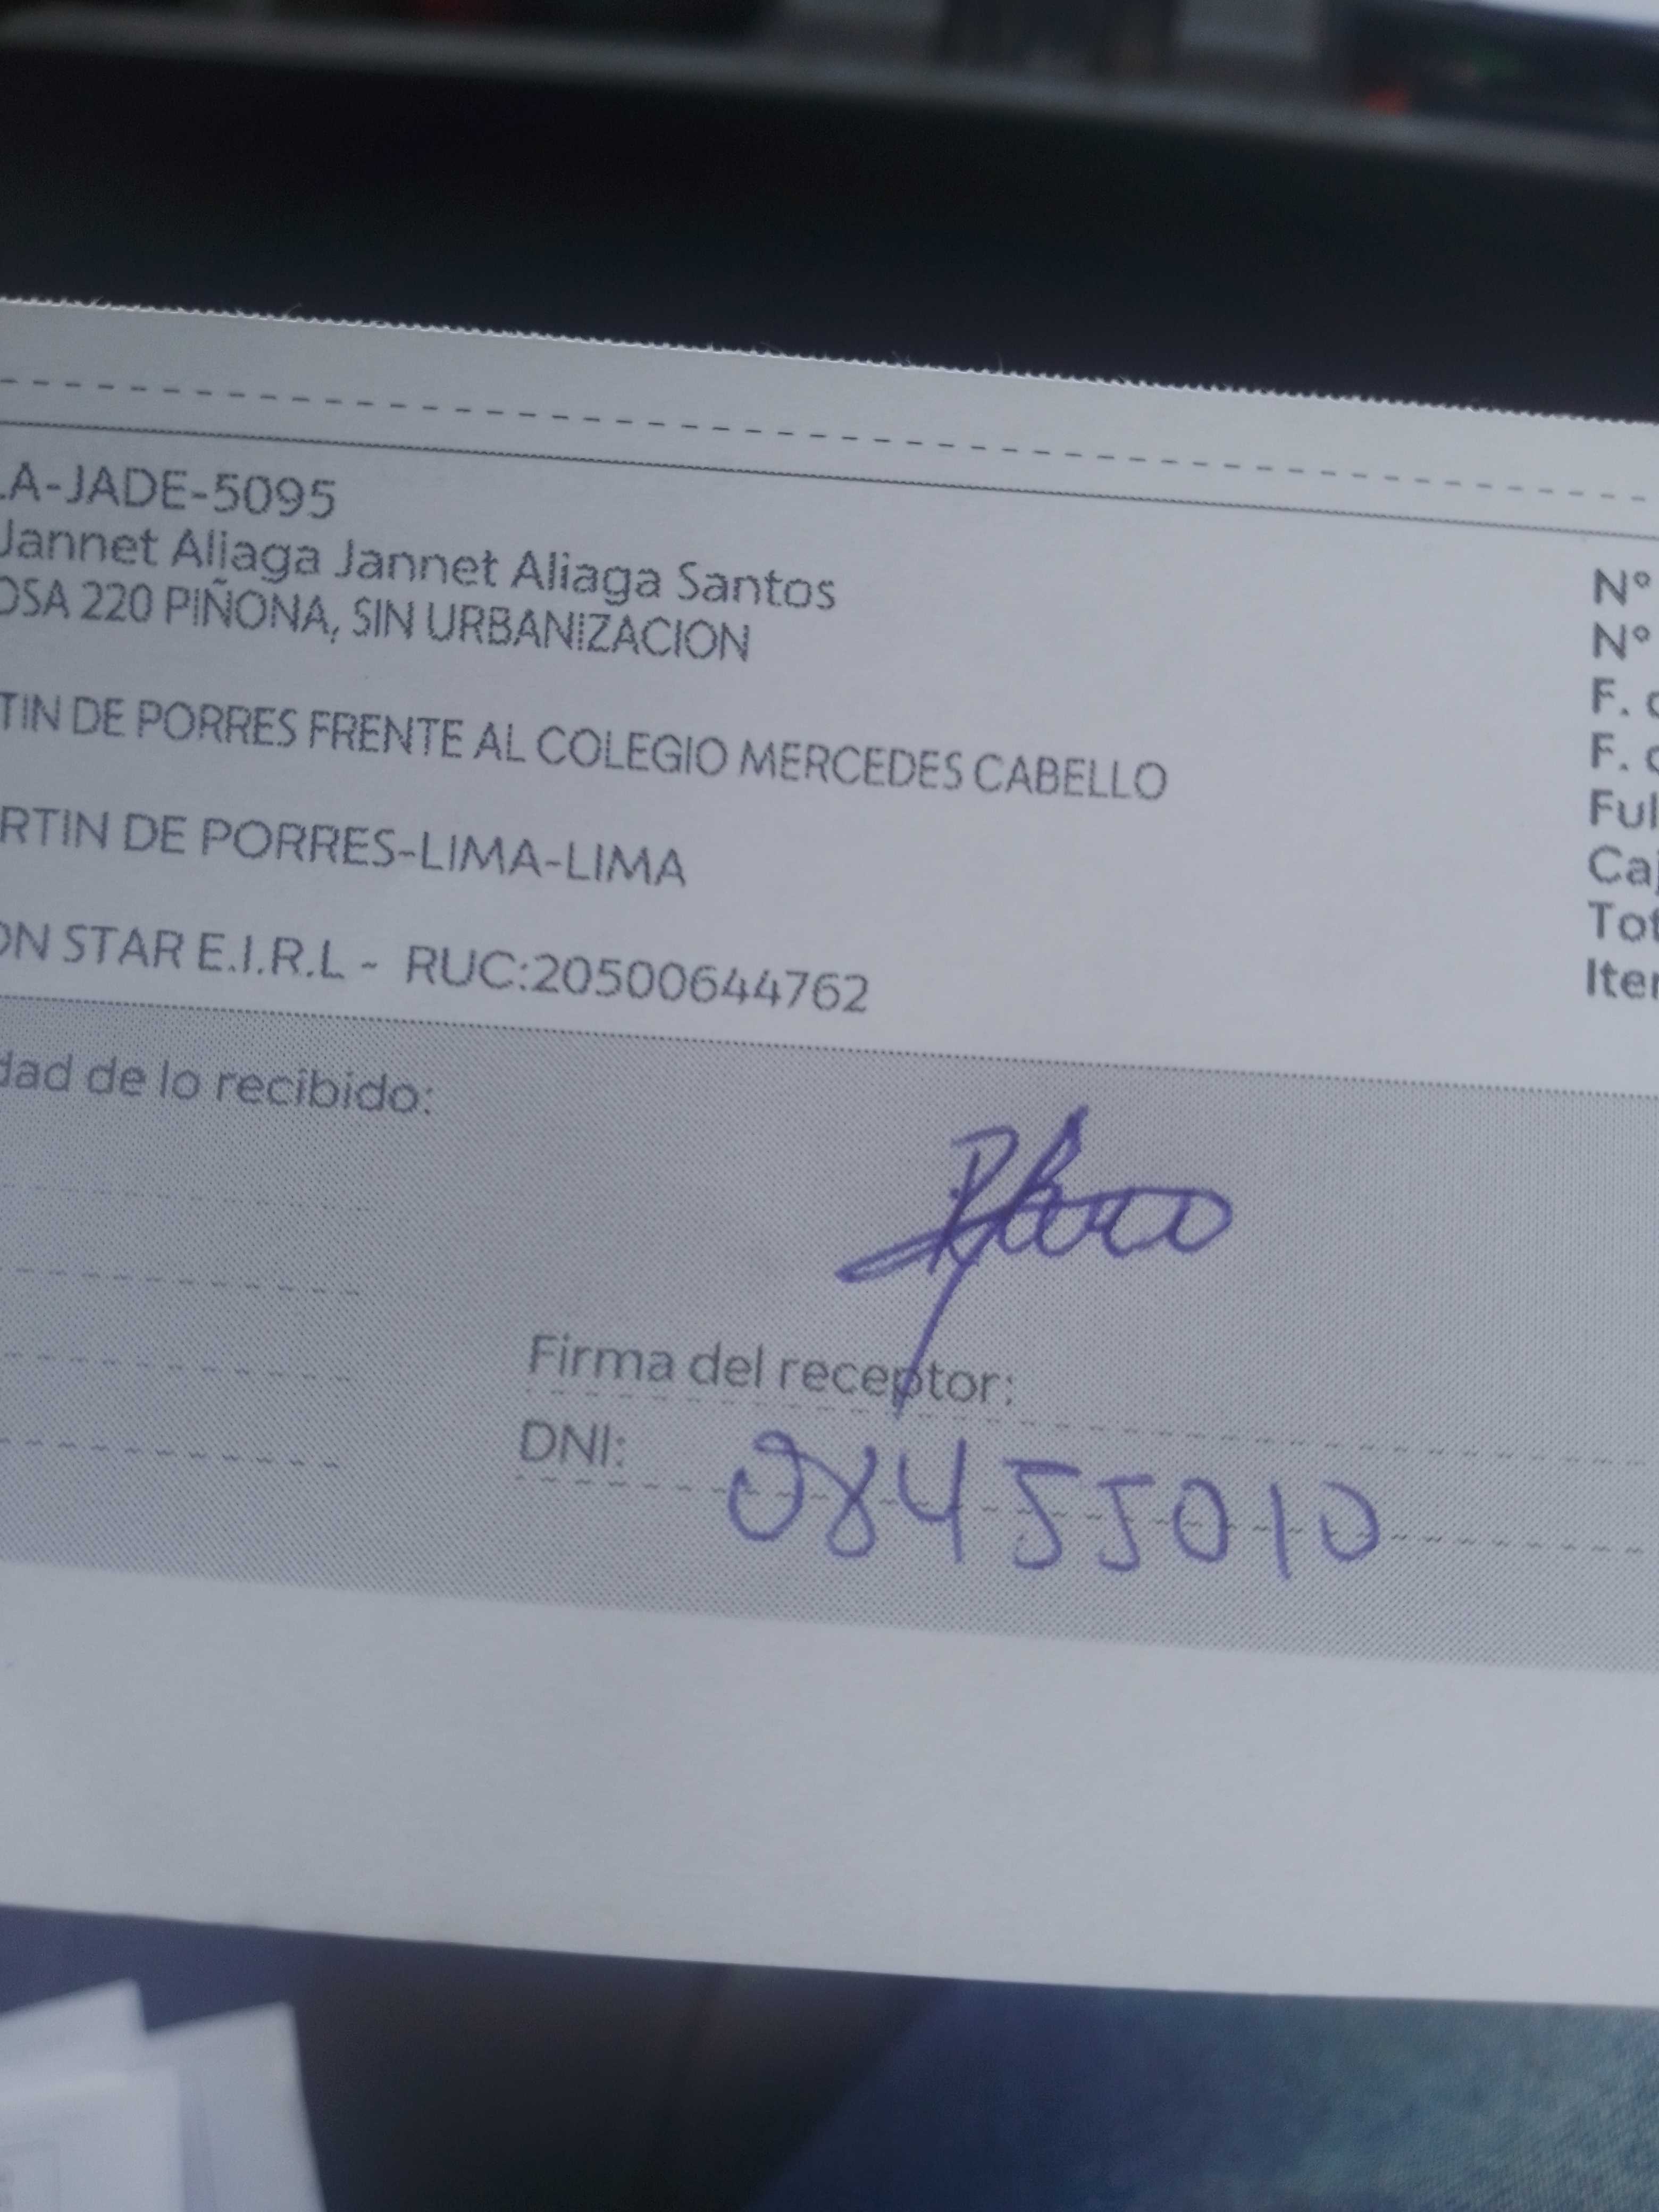 LA-JADE-5095
Jannet Aliaga Jannet Aliaga Santos
OSA 220 PIÑONA, SIN URBANIZACION
TIN DE PORRES FRENTE AL COLEGIO MERCEDES CABELLO
RTIN DE PORRES-LIMA-LIMA
ON STAR E.I.R.L - RUC:20500644762
N°
N°
F.
F.
Ful
Caj
Tot
Iter
dad de lo recibido:
Firma del receptor:
DNI: 08455010